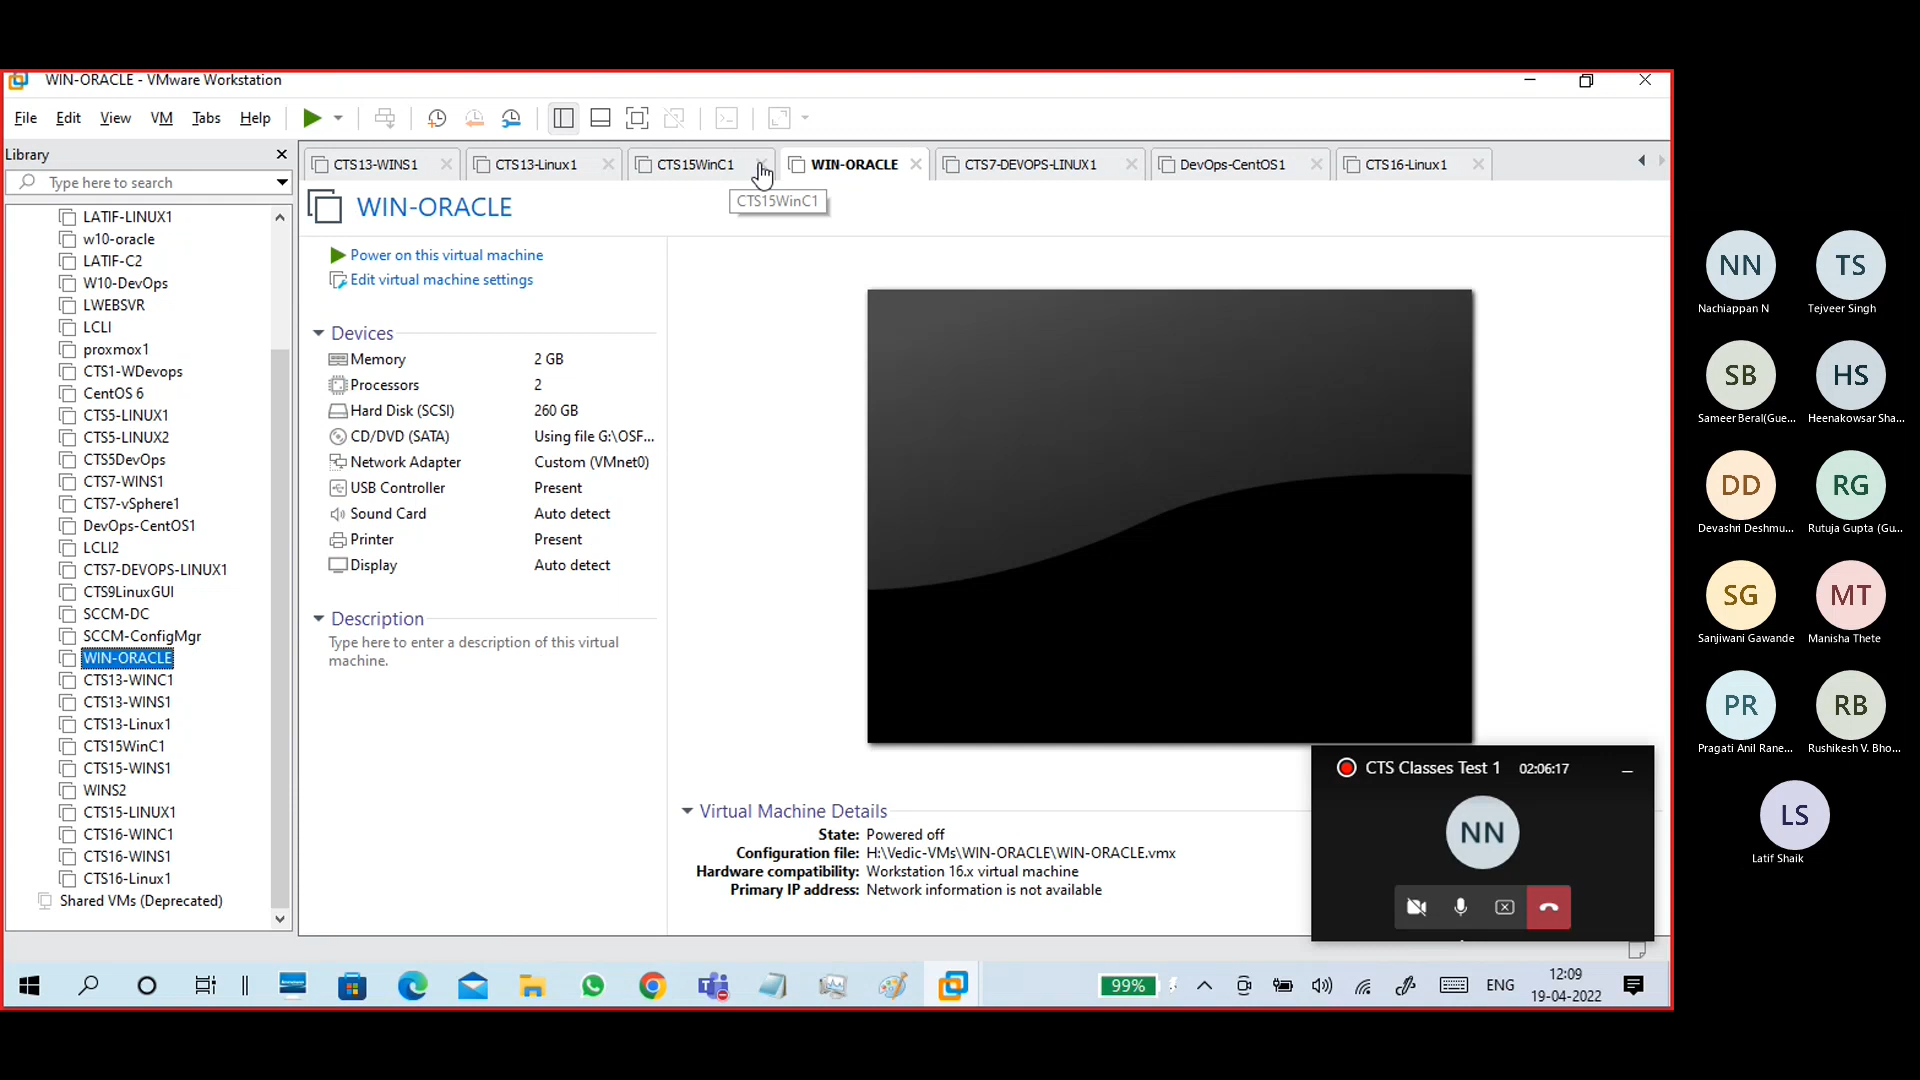 WIN-ORACLE - VMware Workstation
File Edit View VM Tabs Help
Library
Type here to search
LATIF-LINUX1
w10-oracle
LATIF-C2
W10-DevOps
LWEBSVR
LCLI
proxmox1
CTS1-WDevops
CentOS 6
CTS5-LINUX1
CTS5-LINUX2
CTS5DevOps
CTS7-WINS1
CTS7-vSphere1
DevOps-CentOS1
LCLI2
CTS7-DEVOPS-LINUX1
CTS9LinuxGUI
SCCM-DC
SCCM-ConfigMgr
WIN-ORACLE
CTS13-WINC1
CTS13-WINS1
CTS13-Linux1
CTS15WinC1
CTS15-WINS1
WINS2
CTS15-LINUX1
CTS16-WINC1
CTS16-WINS1
CTS16-Linux1
Shared VMs (Deprecated)
CTS13-WINS1 CTS13-Linux1 CTS15WinC1 WIN-ORACLE CTS7-DEVOPS-LINUX1 DevOps-CentOS1 CTS16-Linux1
CTS15WinC1
WIN-ORACLE
Power on this virtual machine
Edit virtual machine settings
Devices
Memory 2 GB
Processors 2
Hard Disk (SCSI) 260 GB
CD/DVD (SATA) Using file G:\OSF...
Network Adapter Custom (VMnet0)
USB Controller Present
Sound Card Auto detect
Printer Present
Display Auto detect
Description
Type here to enter a description of this virtual
machine.
Virtual Machine Details
State: Powered off
Configuration file: H:\Vedic-VMs\WIN-ORACLE\WIN-ORACLE.vmx
Hardware compatibility: Workstation 16.x virtual machine
Primary IP address: Network information is not available
CTS Classes Test 1 02:06:17
NN
99% ENG 12:09
19-04-2022
NN TS
Nachiappan N Tejveer Singh
SB HS
Sameer Beral(Gue... Heenakowsar Sha...
DD RG
Devashri Deshmu... Rutuja Gupta (Gu...
SG MT
Sanjiwani Gawande Manisha Thete
PR RB
Pragati Anil Rane... Rushikesh V. Bho...
LS
Latif Shaik